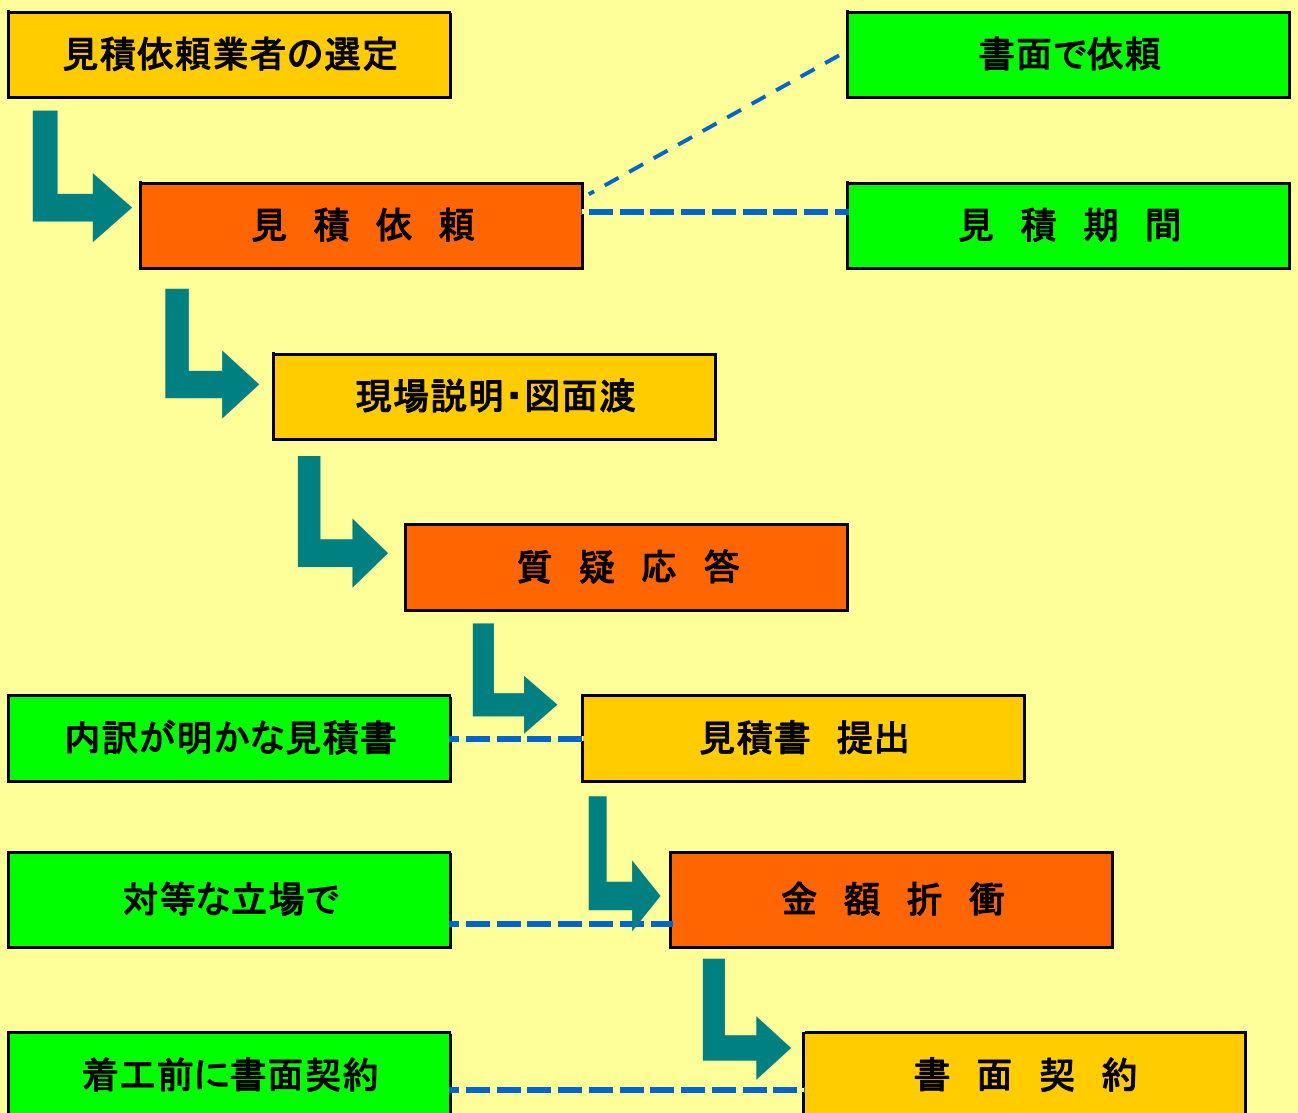 見積依頼業者の選定
書面で依頼
見 積 依 頼
見 積 期 間
現場説明・図面渡
質 疑 応 答
内訳が明かな見積書
見積書 提出
対等な立場で
金 額 折 衝
着工前に書面契約
書 面 契 約